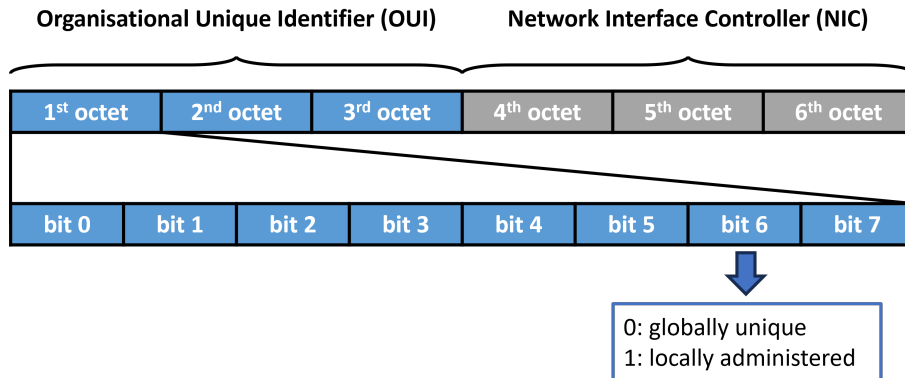 Organisational Unique Identifier (OUI) Network Interface Controller (NIC)
1st octet 2nd octet 3rd octet 4th octet 5th octet 6th octet
bit 0 bit 1 bit 2 bit 3 bit 4 bit 5 bit 6 bit 7
0: globally unique
1: locally administered